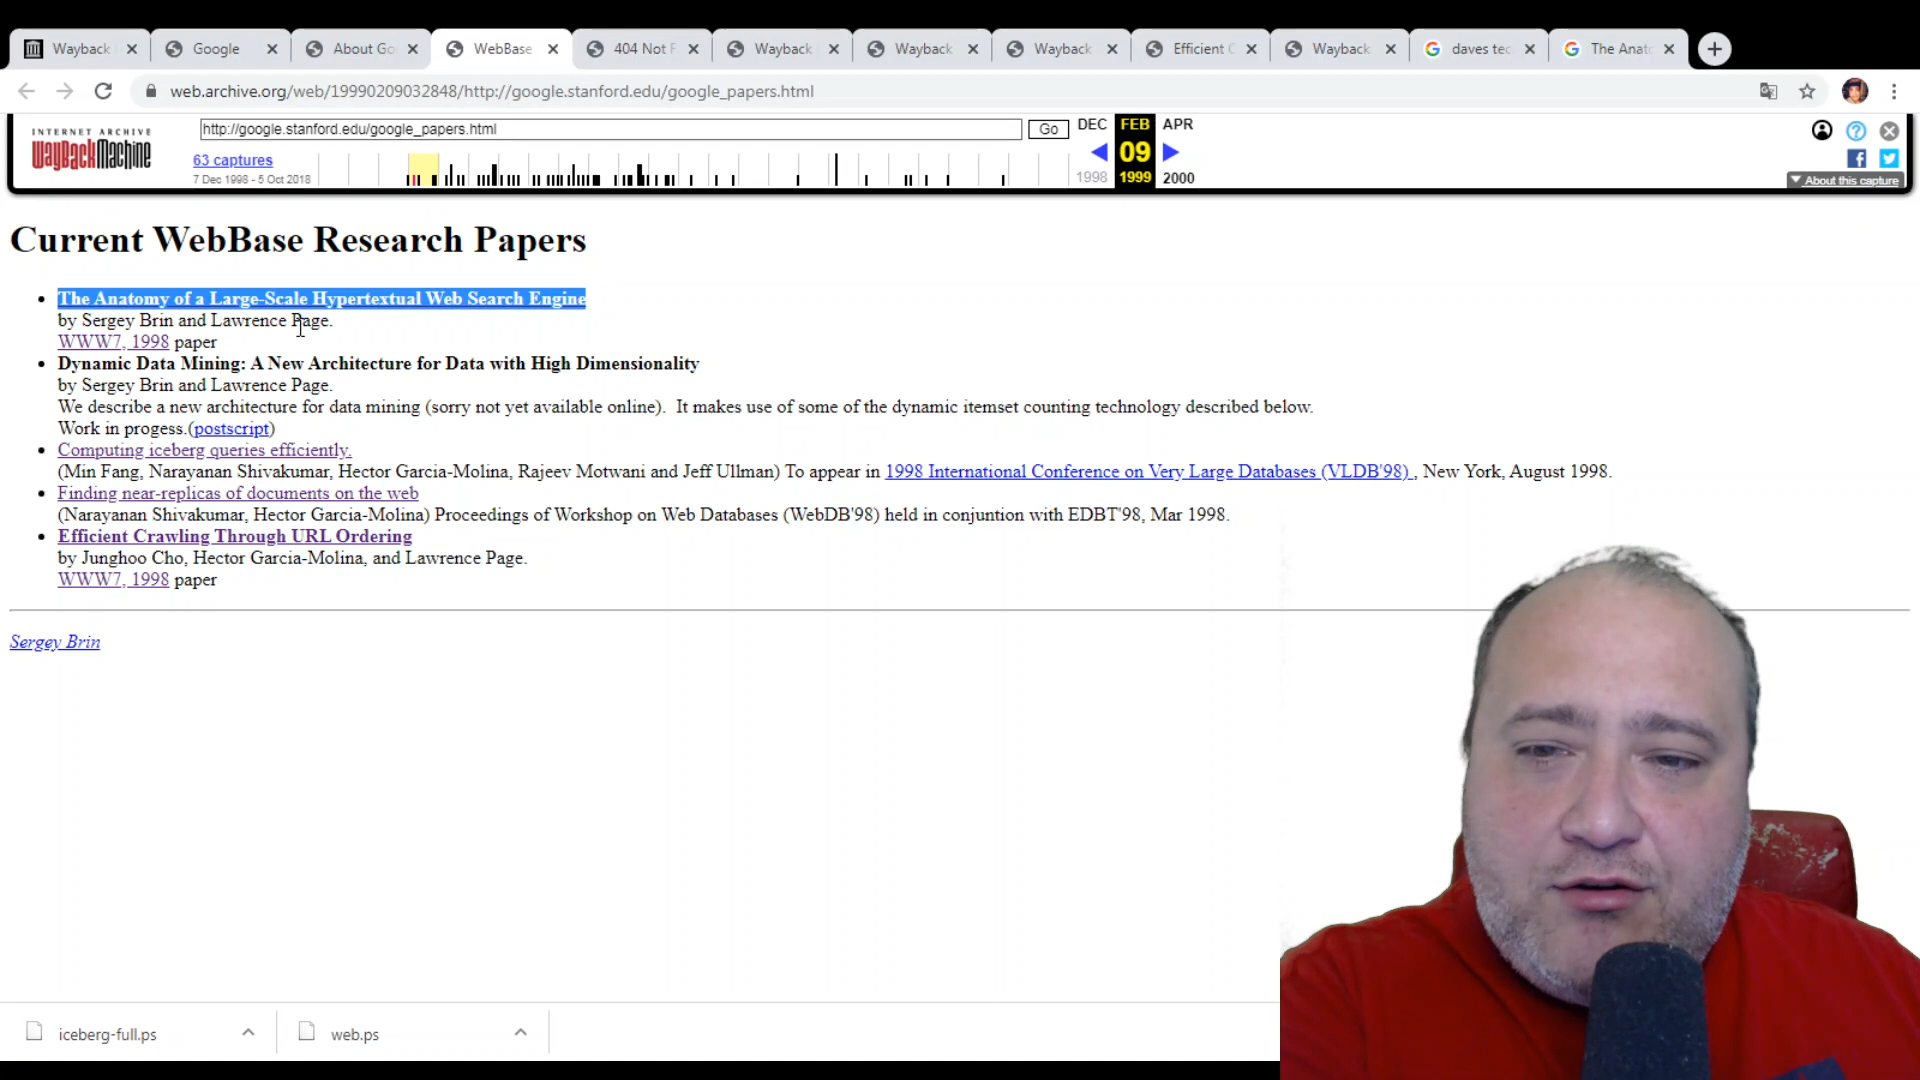 Wayback
Google
About Go
WebBase
404 Not F
Wayback
Wayback
Wayback
Efficient C
Wayback
daves tec
The Anato
web.archive.org/web/19990209032848/http://google.stanford.edu/google_papers.html
INTERNET ARCHIVE
WayBackMachine
http://google.stanford.edu/google_papers.html
Go
DEC FEB APR
63 captures
09
7 Dec 1998 - 5 Oct 2018
1998 1999 2000
About this capture
Current WebBase Research Papers
The Anatomy of a Large-Scale Hypertextual Web Search Engine
by Sergey Brin and Lawrence Page.
WWW7, 1998 paper
Dynamic Data Mining: A New Architecture for Data with High Dimensionality
by Sergey Brin and Lawrence Page.
We describe a new architecture for data mining (sorry not yet available online). It makes use of some of the dynamic itemset counting technology described below.
Work in progess.(postscript)
Computing iceberg queries efficiently.
(Min Fang, Narayanan Shivakumar, Hector Garcia-Molina, Rajeev Motwani and Jeff Ullman) To appear in 1998 International Conference on Very Large Databases (VLDB'98) , New York, August 1998.
Finding near-replicas of documents on the web
(Narayanan Shivakumar, Hector Garcia-Molina) Proceedings of Workshop on Web Databases (WebDB'98) held in conjuntion with EDBT'98, Mar 1998.
Efficient Crawling Through URL Ordering
by Junghoo Cho, Hector Garcia-Molina, and Lawrence Page.
WWW7, 1998 paper
Sergey Brin
iceberg-full.ps
web.ps